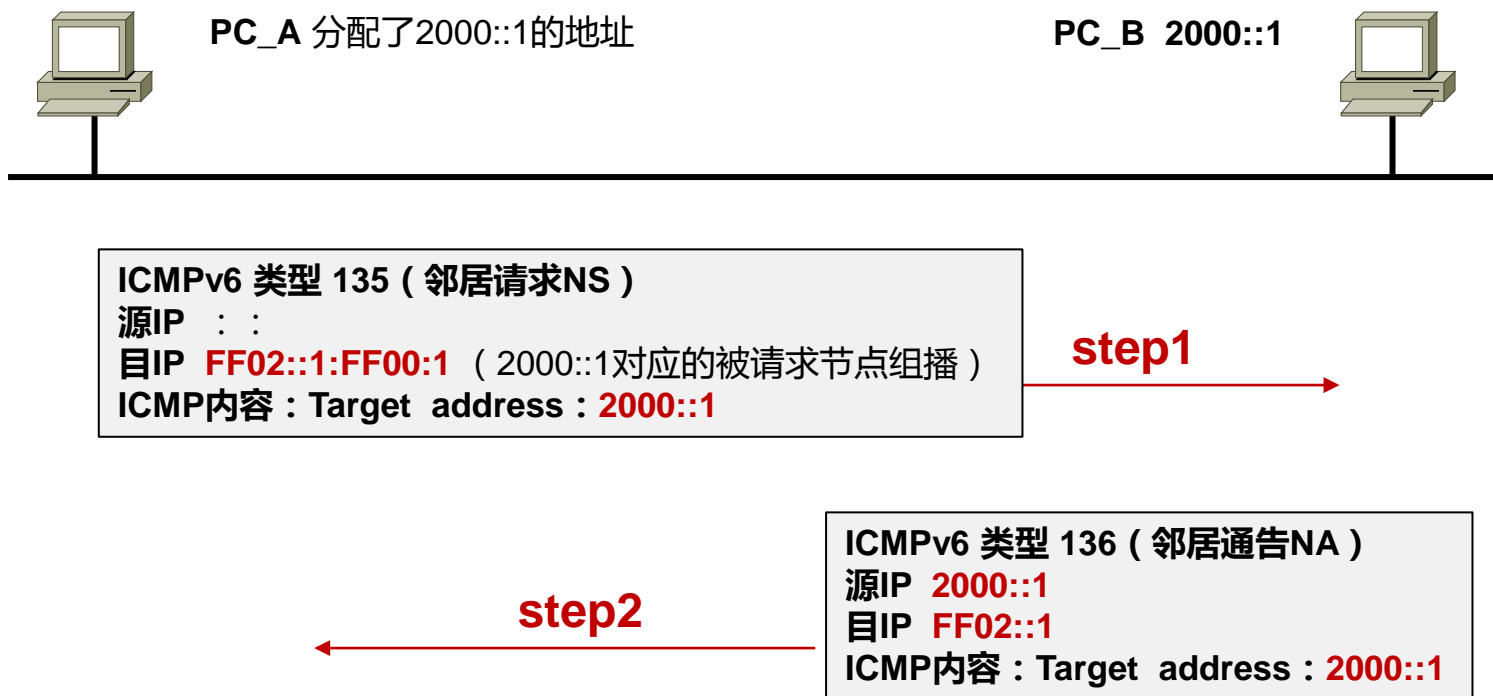 PC_A 分配了2000::1的地址
PC_B 2000::1
ICMPv6 类型 135（邻居请求NS）
源IP ：：
目IP FF02::1:FF00:1 （2000::1对应的被请求节点组播）
ICMP内容：Target address：2000::1
step1
ICMPv6 类型 136（邻居通告NA）
源IP 2000::1
目IP FF02::1
ICMP内容：Target address：2000::1
step2